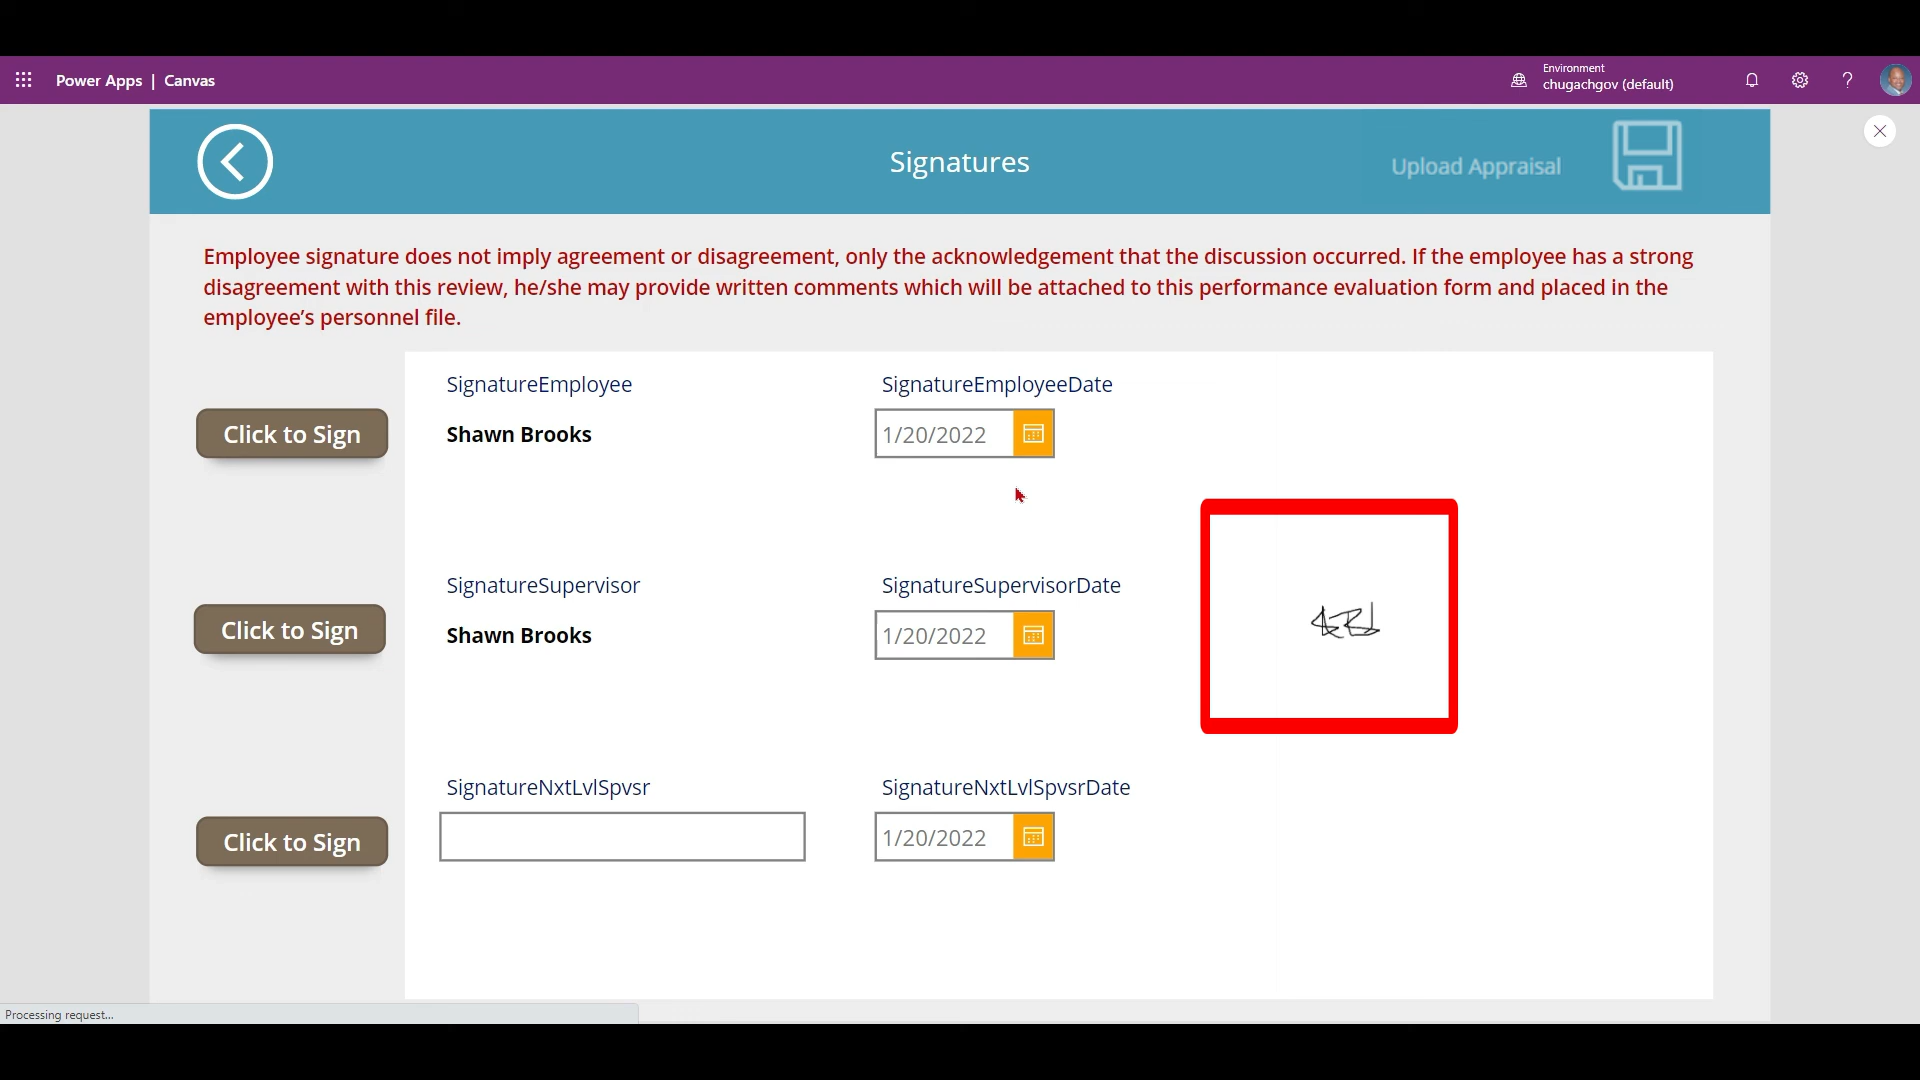 Power Apps | Canvas
Environment
chugachgov (default)
?
Signatures
Upload Appraisal
Employee signature does not imply agreement or disagreement, only the acknowledgement that the discussion occurred. If the employee has a strong
disagreement with this review, he/she may provide written comments which will be attached to this performance evaluation form and placed in the
employee's personnel file.
SignatureEmployee
SignatureEmployeeDate
Click to Sign
Shawn Brooks
1/20/2022
SignatureSupervisor
SignatureSupervisorDate
Click to Sign
Shawn Brooks
1/20/2022
SignatureNxtLvlSpvsr
SignatureNxtLvlSpvsrDate
Click to Sign
1/20/2022
Processing request...